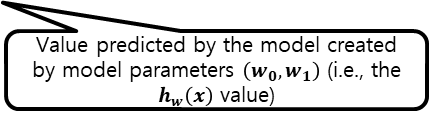 Value predicted by the model created
by model parameters (w₀,w₁) (i.e., the
h_w(x) value)